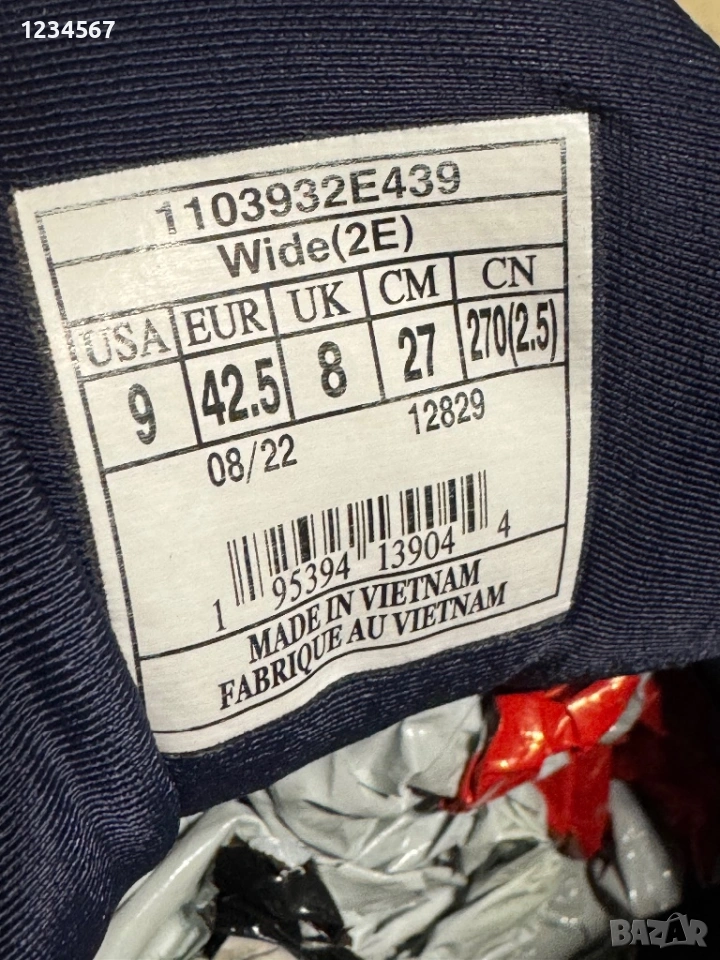 1234567
1103932E439
Wide(2E)
USA EUR UK CM CN
9 42.5 8 27 270(2.5)
08/22 12829
1 95394 13904 4
MADE IN VIETNAM
FABRIQUE AU VIETNAM
BAZAR